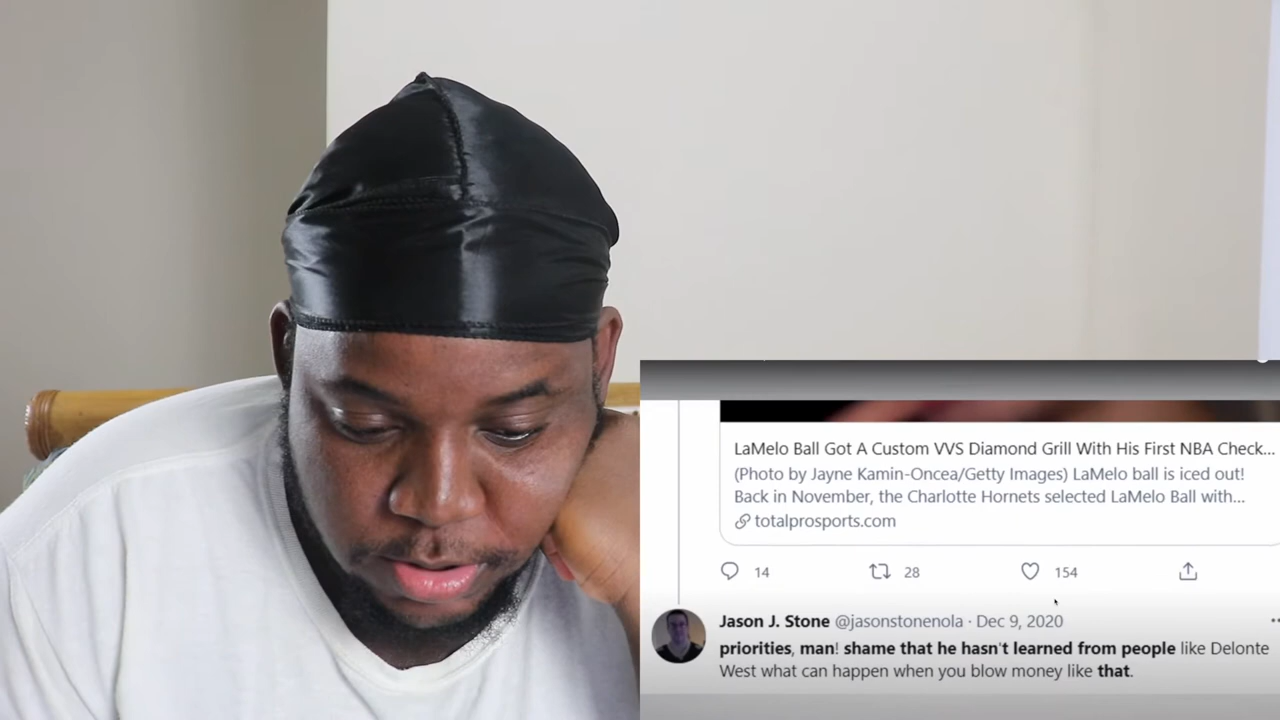 LaMelo Ball Got A Custom VVS Diamond Grill With His First NBA Check...
(Photo by Jayne Kamin-Oncea/Getty Images) LaMelo ball is iced out!
Back in November, the Charlotte Hornets selected LaMelo Ball with...
totalprosports.com
14 28 154
Jason J. Stone @jasonstonenola · Dec 9, 2020
priorities, man! shame that he hasn't learned from people like Delonte
West what can happen when you blow money like that.